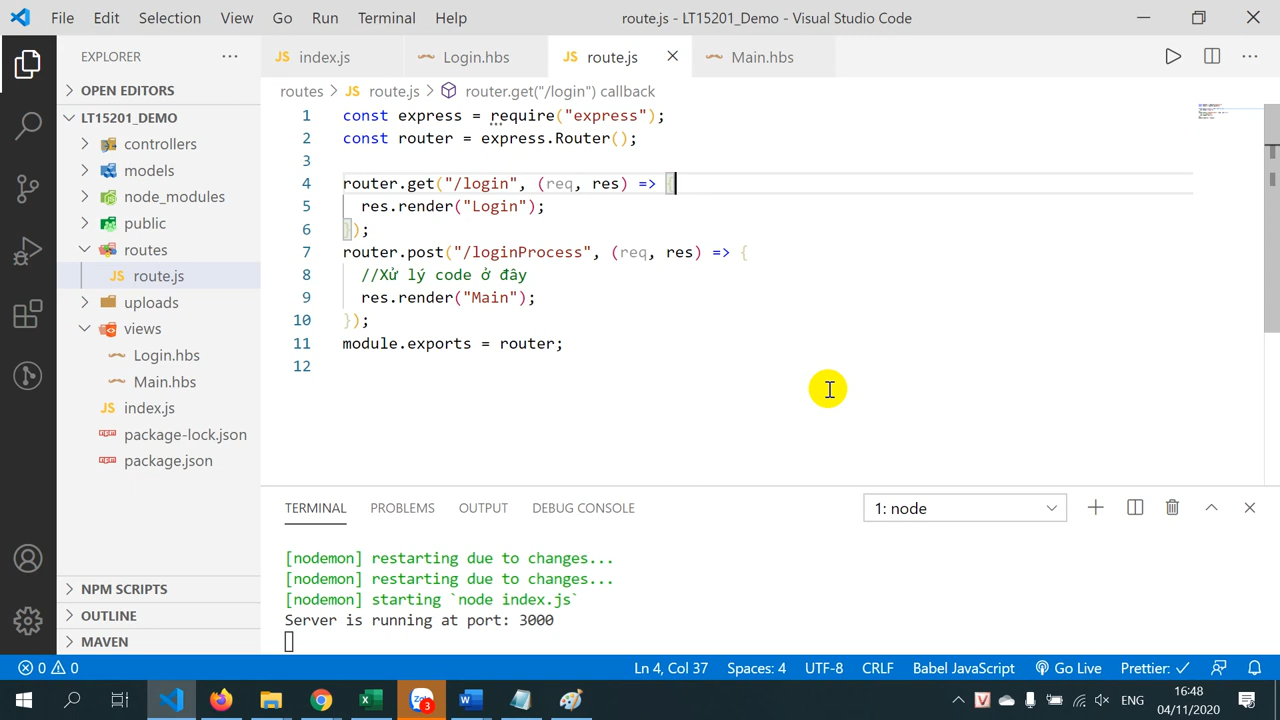 File Edit Selection View Go Run Terminal Help route.js - LT15201_Demo - Visual Studio Code
EXPLORER
OPEN EDITORS
LT15201_DEMO
controllers
models
node_modules
public
routes
JS route.js
uploads
views
Login.hbs
Main.hbs
JS index.js
package-lock.json
package.json
NPM SCRIPTS
OUTLINE
MAVEN
JS index.js Login.hbs JS route.js Main.hbs
routes > JS route.js > router.get("/login") callback
1 const express = require("express");
2 const router = express.Router();
3
4 router.get("/login", (req, res) => {
5 res.render("Login");
6 });
7 router.post("/loginProcess", (req, res) => {
8 //Xử lý code ở đây
9 res.render("Main");
10 });
11 module.exports = router;
12
TERMINAL PROBLEMS OUTPUT DEBUG CONSOLE 1: node
[nodemon] restarting due to changes...
[nodemon] restarting due to changes...
[nodemon] starting `node index.js`
Server is running at port: 3000
0 0 Ln 4, Col 37 Spaces: 4 UTF-8 CRLF Babel JavaScript Go Live Prettier: ✓
Zalo 3 V ENG 16:48
04/11/2020